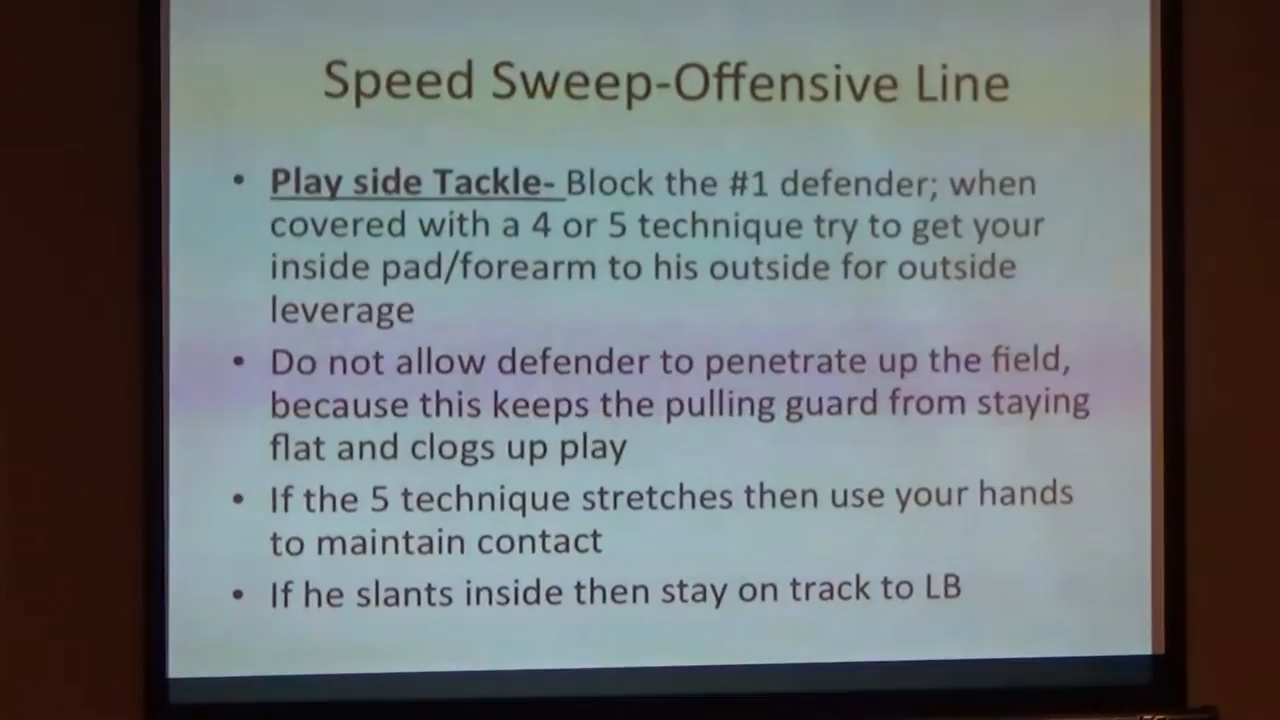 Speed Sweep-Offensive Line
• Play side Tackle- Block the #1 defender; when
covered with a 4 or 5 technique try to get your
inside pad/forearm to his outside for outside
leverage
• Do not allow defender to penetrate up the field,
because this keeps the pulling guard from staying
flat and clogs up play
• If the 5 technique stretches then use your hands
to maintain contact
• If he slants inside then stay on track to LB